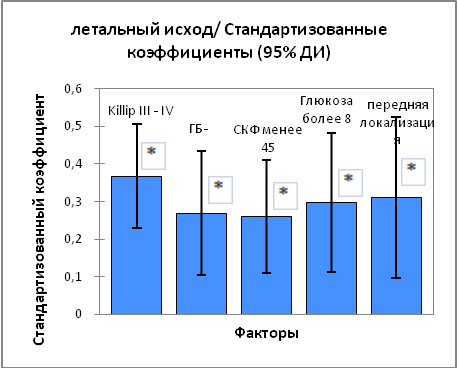 летальный исход/ Стандартизованные
коэффициенты (95% ДИ)
Стандартизованный коэффициент
0,6
0,5
0,4
0,3
0,2
0,1
0
Killip III - IV
*
ГБ-
*
СКФ менее
45
*
Глюкоза
более 8
*
передняя
локализаци
я
*
Факторы